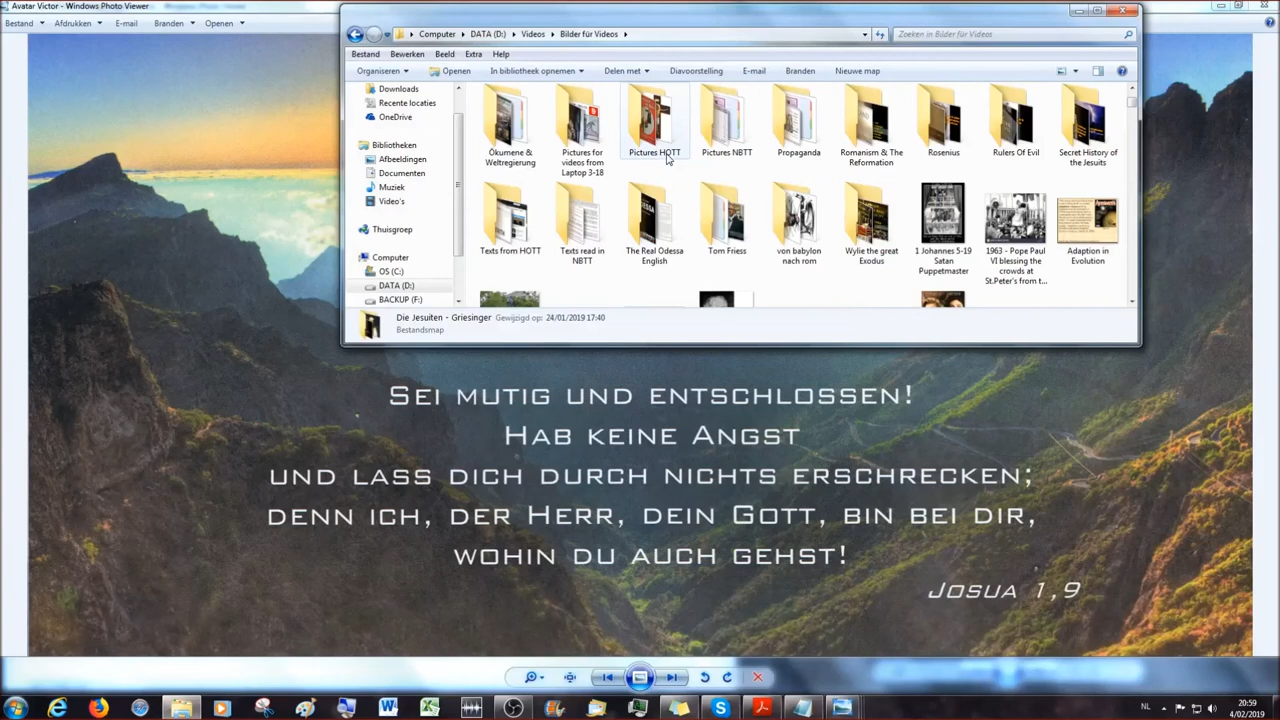 Avatar Victor - Windows Photo Viewer
Bestand Afdrukken E-mail Branden Openen
Computer DATA (D:) Videos Bilder für Videos
Zoeken in Bilder für Videos
Bestand Bewerken Beeld Extra Help
Organiseren Openen In bibliotheek opnemen Delen met Diavoorstelling E-mail Branden Nieuwe map
Downloads
Recente locaties
OneDrive
Bibliotheken
Afbeeldingen
Documenten
Muziek
Video's
Thuisgroep
Computer
OS (C:)
DATA (D:)
BACKUP (F:)
Ökumene &
Weltregierung
Pictures for
videos from
Laptop 3-18
Pictures HOTT
Pictures NBTT
Propaganda
Romanism & The
Reformation
Rosenius
Rulers Of Evil
Secret History of
the Jesuits
Texts from HOTT
Texts read in
NBTT
The Real Odessa
English
Tom Friess
von babylon
nach rom
Wylie the great
Exodus
1 Johannes 5-19
Satan
Puppetmaster
1963 - Pope Paul
VI blessing the
crowds at
St.Peter's from t...
Adaption in
Evolution
Die Jesuiten - Griesinger Gewijzigd op: 24/01/2019 17:40
Bestandsmap
Sei mutig und entschlossen!
Hab keine Angst
und lass dich durch nichts erschrecken;
denn ich, der Herr, dein Gott, bin bei dir,
wohin du auch gehst!
Josua 1,9
NL
20:59
4/02/2019